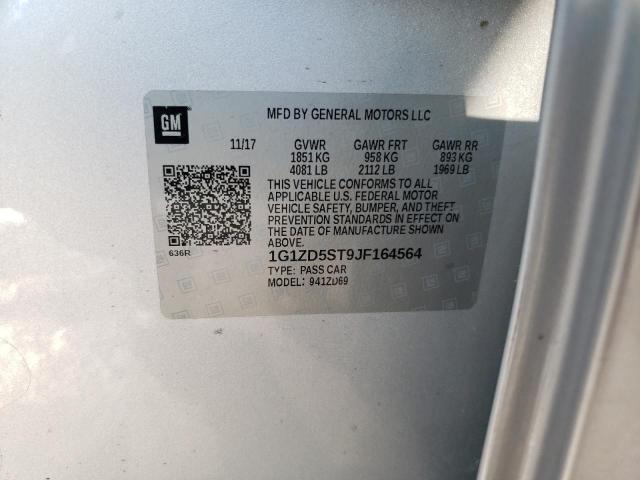 GM
MFD BY GENERAL MOTORS LLC
11/17 GVWR GAWR FRT GAWR RR
1851 KG 958 KG 893 KG
4081 LB 2112 LB 1969 LB
THIS VEHICLE CONFORMS TO ALL
APPLICABLE U.S. FEDERAL MOTOR
VEHICLE SAFETY, BUMPER, AND THEFT
PREVENTION STANDARDS IN EFFECT ON
THE DATE OF MANUFACTURE SHOWN
ABOVE.
636R
1G1ZD5ST9JF164564
TYPE: PASS CAR
MODEL: 941ZD69